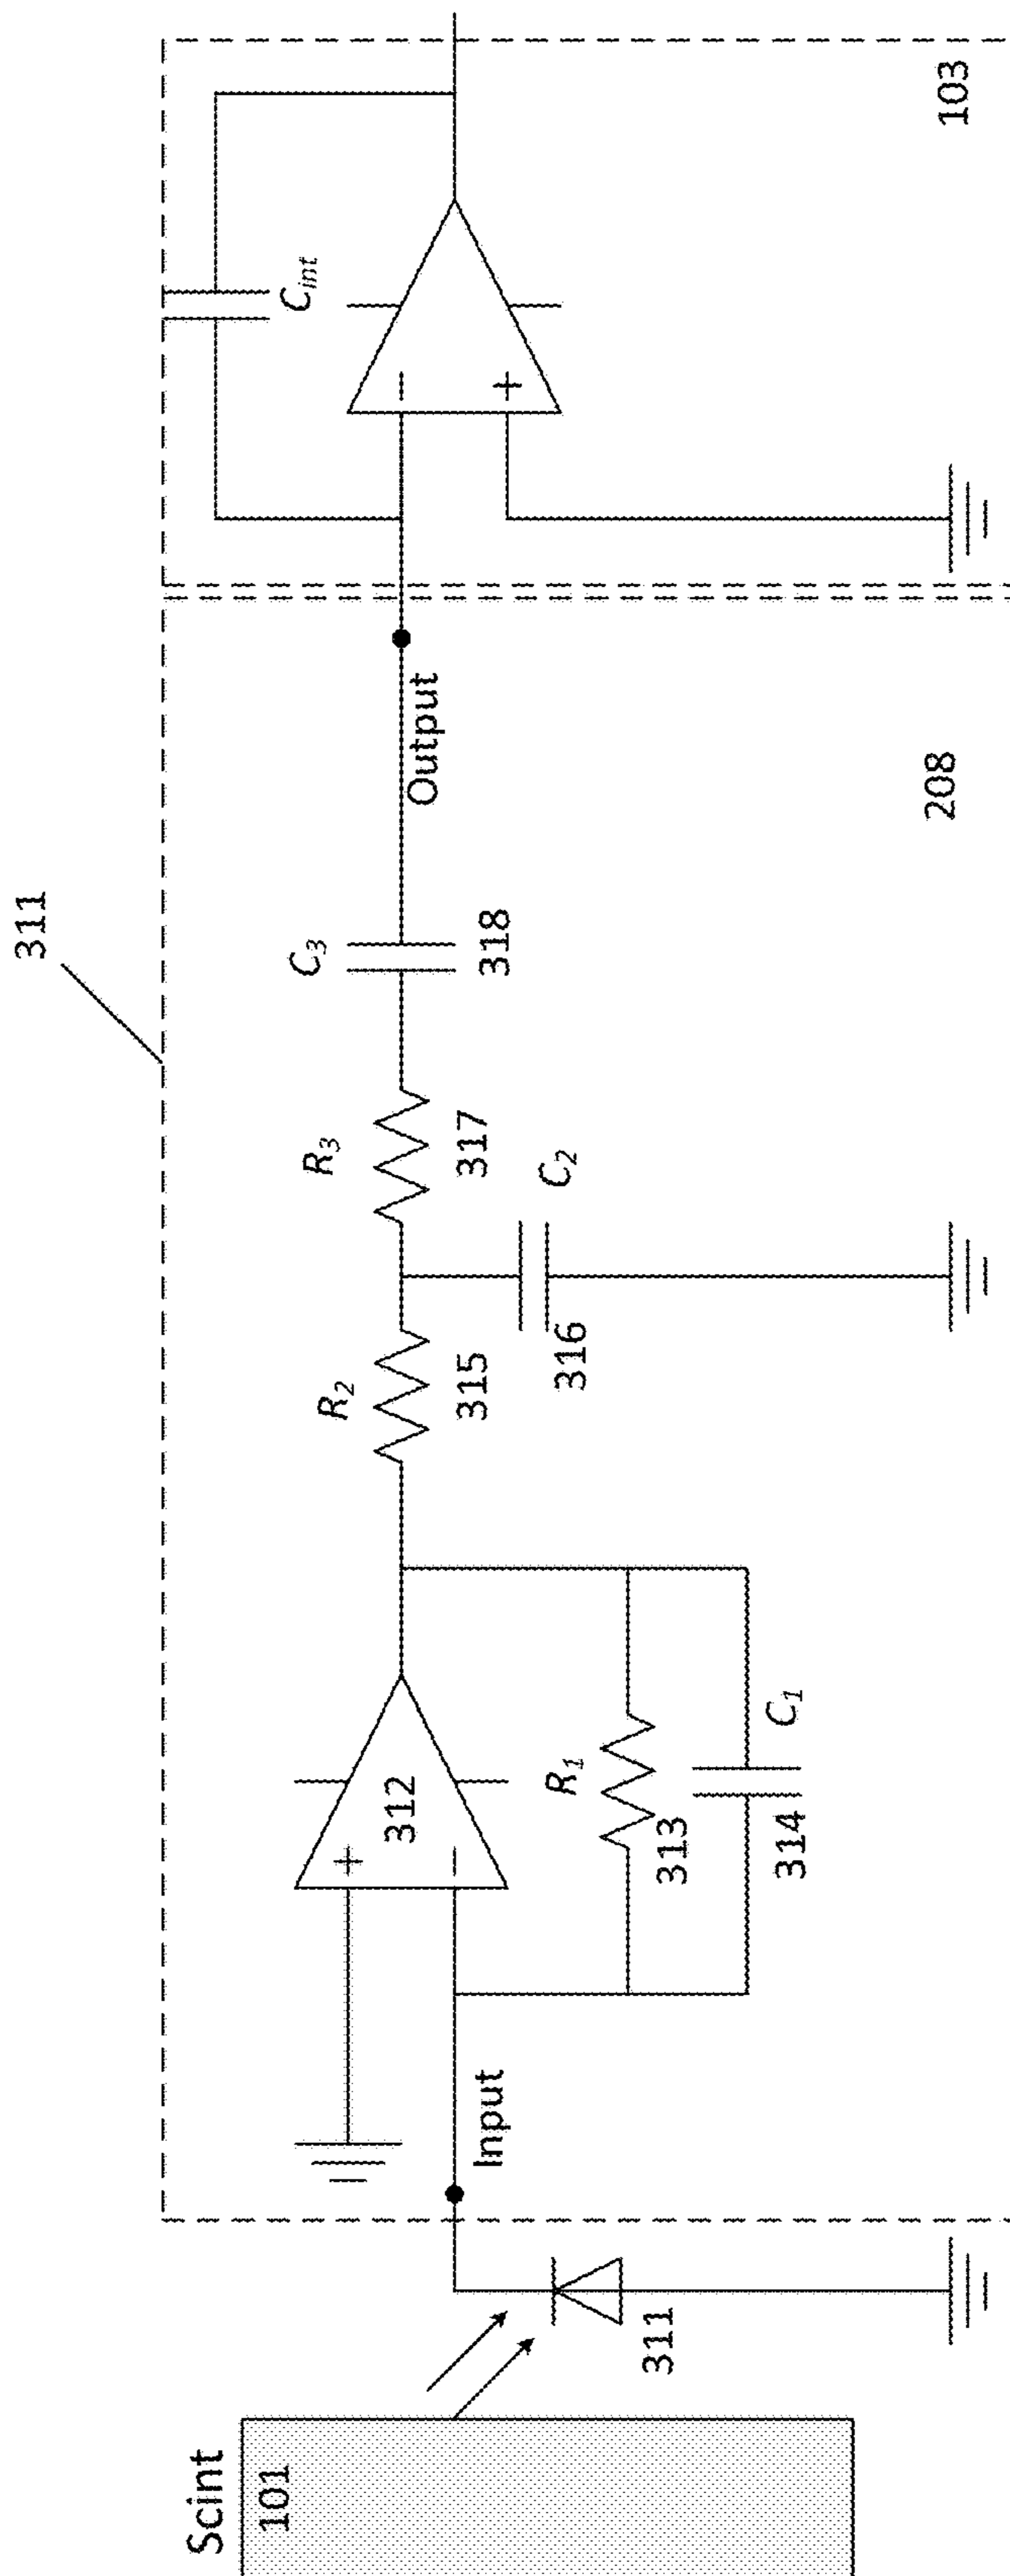 Scint
101
311
Input
+
−
312
R1
313
C1
314
R2
315
316
C2
R3
317
C3
318
Output
208
311
−
+
Cint
103